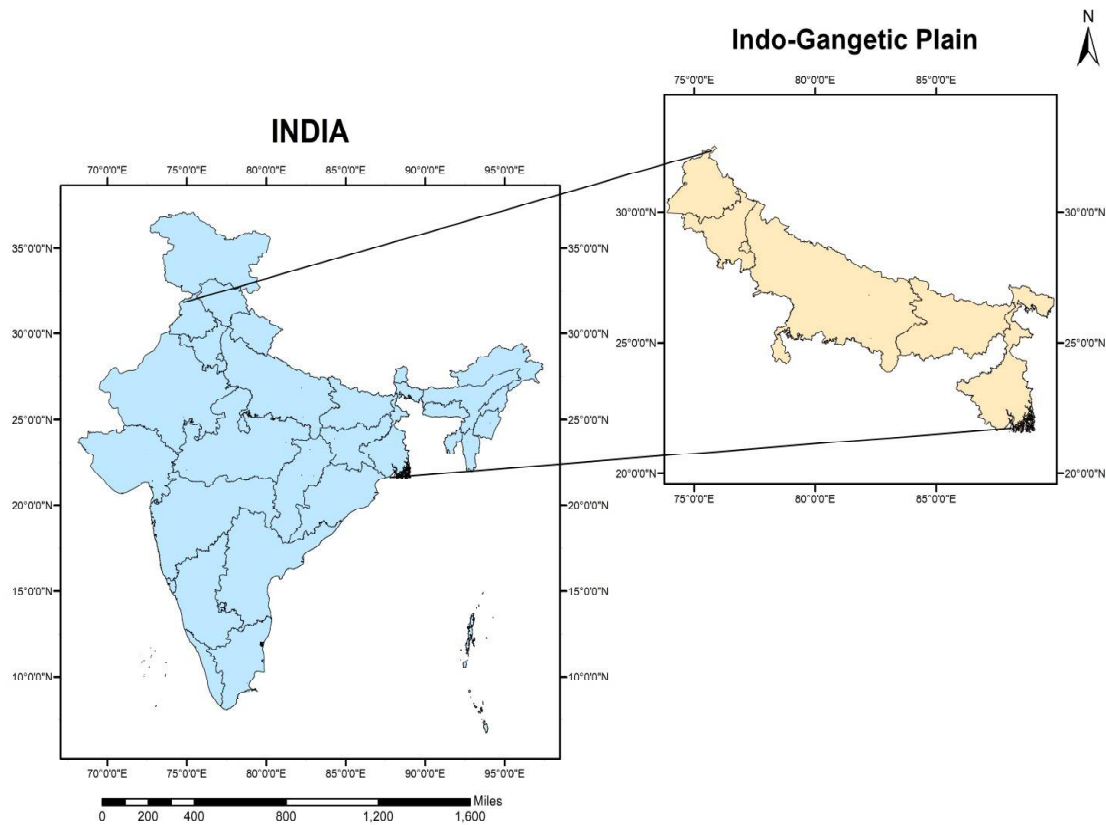 N
Indo-Gangetic Plain
75°0'0"E 80°0'0"E 85°0'0"E
INDIA
70°0'0"E 75°0'0"E 80°0'0"E 85°0'0"E 90°0'0"E 95°0'0"E
30°0'0"N 30°0'0"N
35°0'0"N 35°0'0"N
30°0'0"N 30°0'0"N
25°0'0"N 25°0'0"N
25°0'0"N 25°0'0"N
20°0'0"N 20°0'0"N
75°0'0"E 80°0'0"E 85°0'0"E
20°0'0"N 20°0'0"N
15°0'0"N 15°0'0"N
10°0'0"N 10°0'0"N
70°0'0"E 75°0'0"E 80°0'0"E 85°0'0"E 90°0'0"E 95°0'0"E
Miles
0 200 400 800 1,200 1,600